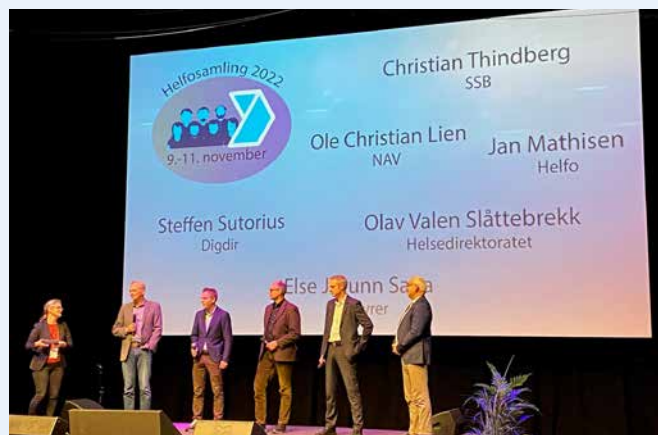 Helfosamling 2022
9.-11. november
Christian Thindberg
SSB
Ole Christian Lien
NAV
Jan Mathisen
Helfo
Steffen Sutorius
Digdir
Olav Valen Slåttebrekk
Helsedirektoratet
Else